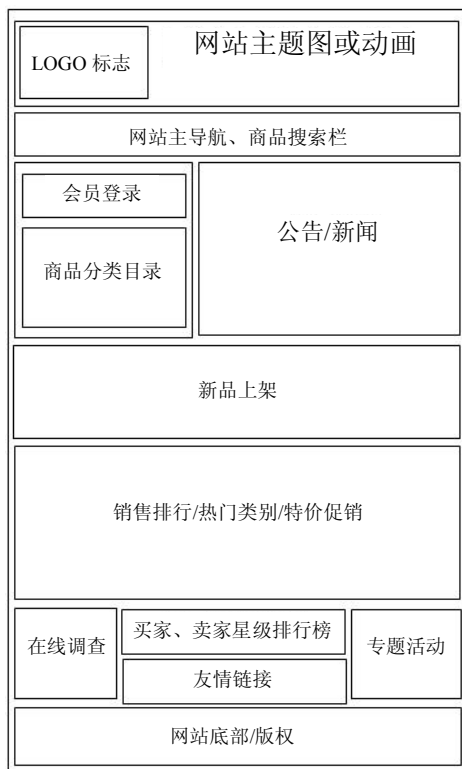 网站主题图或动画
LOGO 标志
网站主导航、商品搜索栏
会员登录
公告/新闻
商品分类目录
新品上架
销售排行/热门类别/特价促销
买家、卖家星级排行榜
在线调查
专题活动
友情链接
网站底部/版权